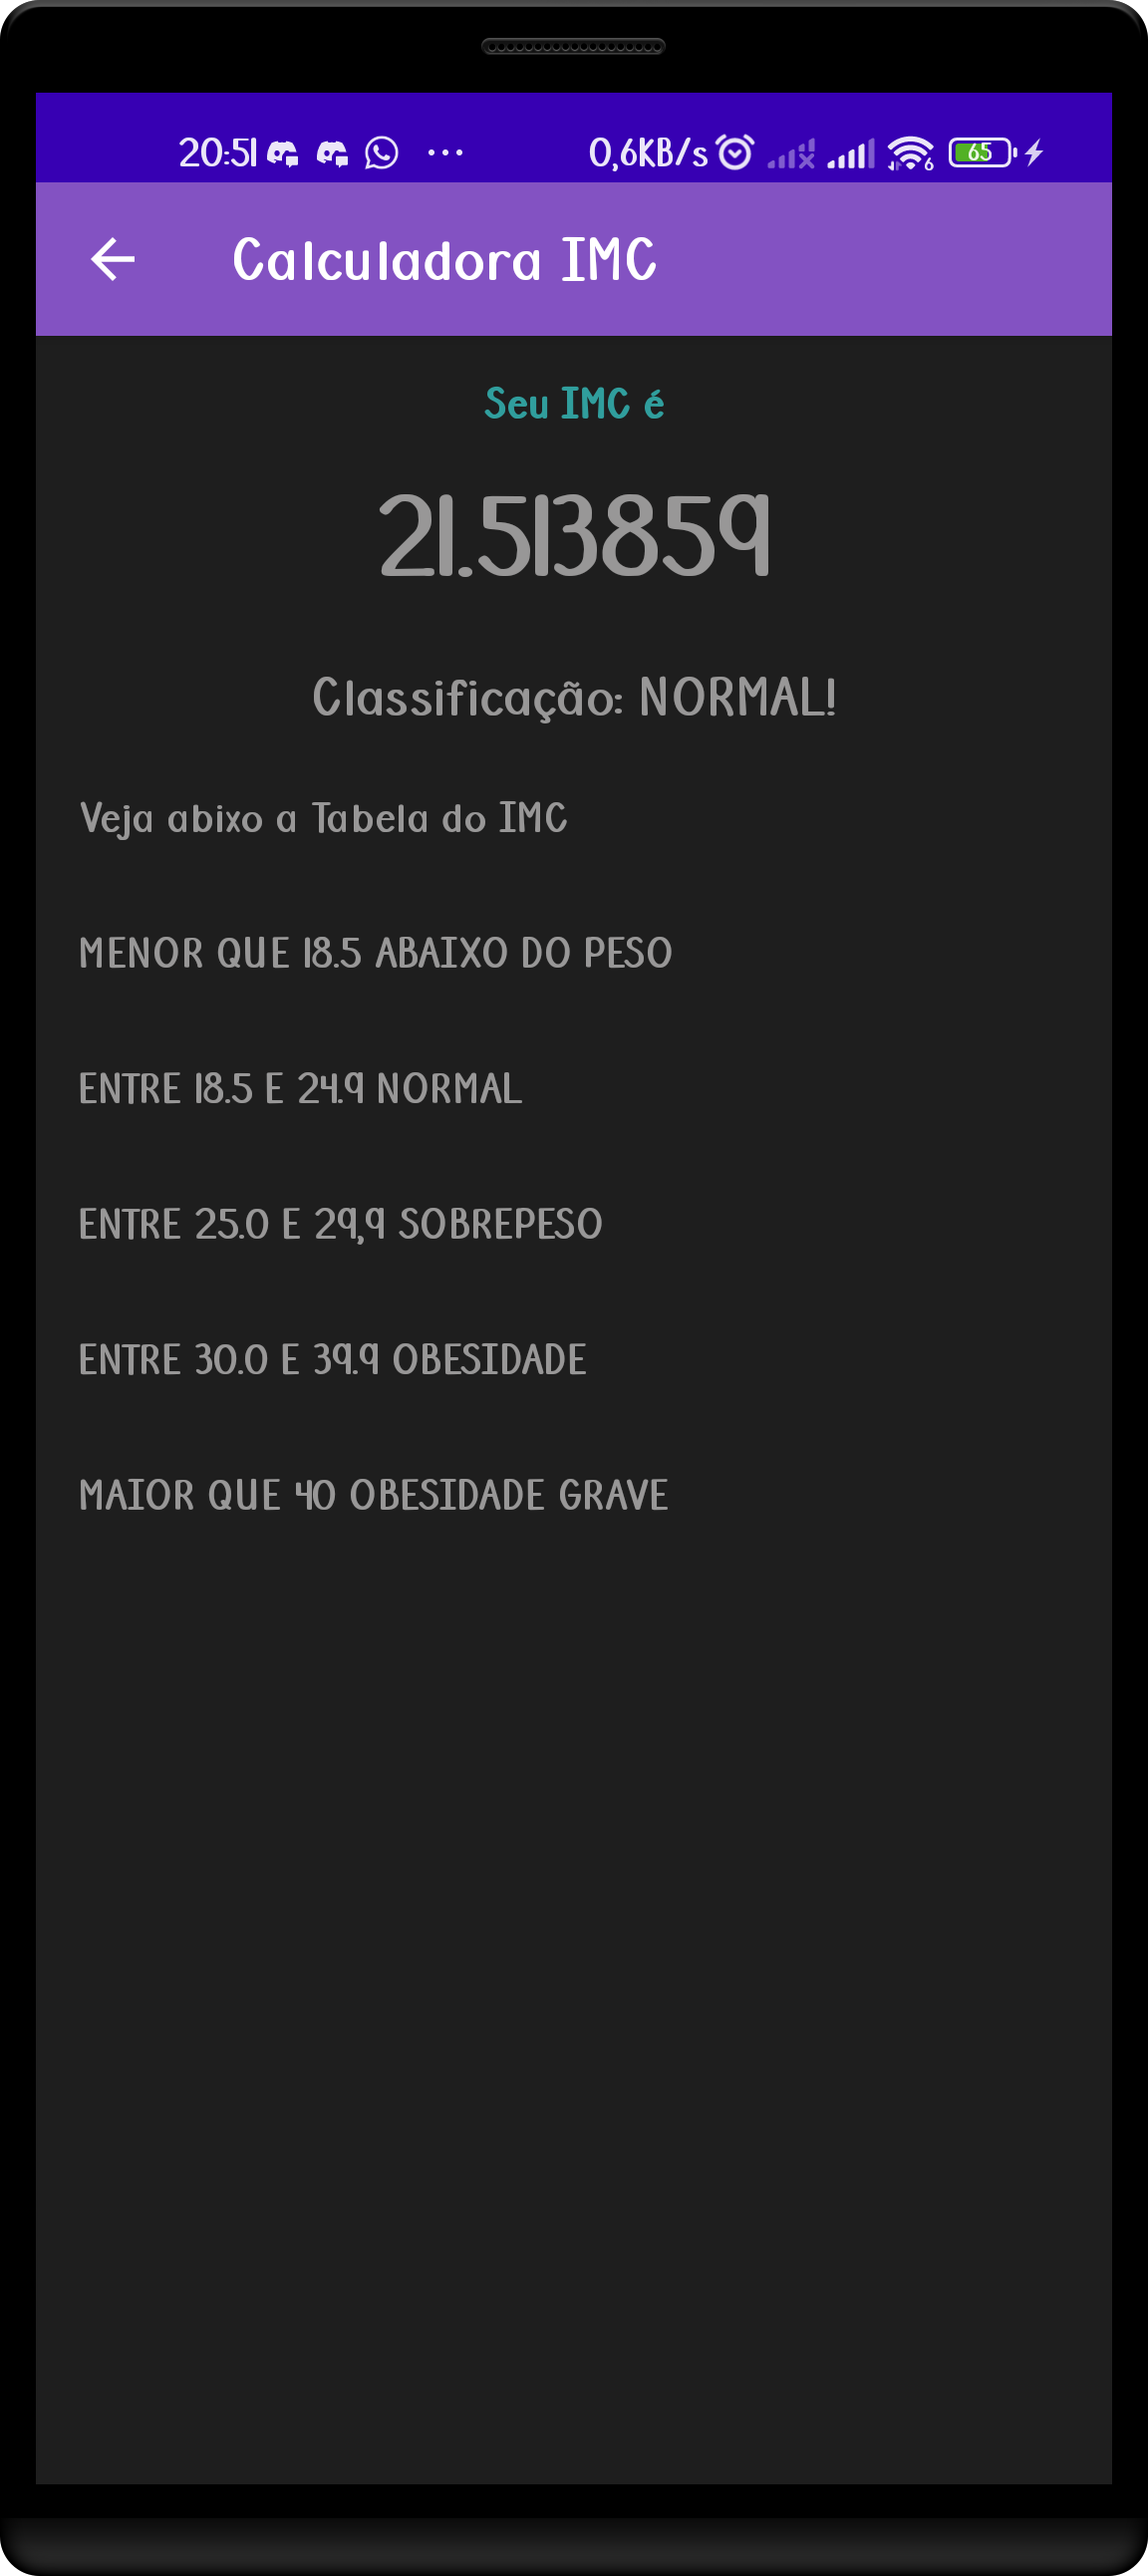 20:51 0,6KB/s 6 65
Calculadora IMC
Seu IMC é
21.513859
Classificação: NORMAL!
Veja abixo a Tabela do IMC
MENOR QUE 18.5 ABAIXO DO PESO
ENTRE 18.5 E 24.9 NORMAL
ENTRE 25.0 E 29,9 SOBREPESO
ENTRE 30.0 E 39.9 OBESIDADE
MAIOR QUE 40 OBESIDADE GRAVE